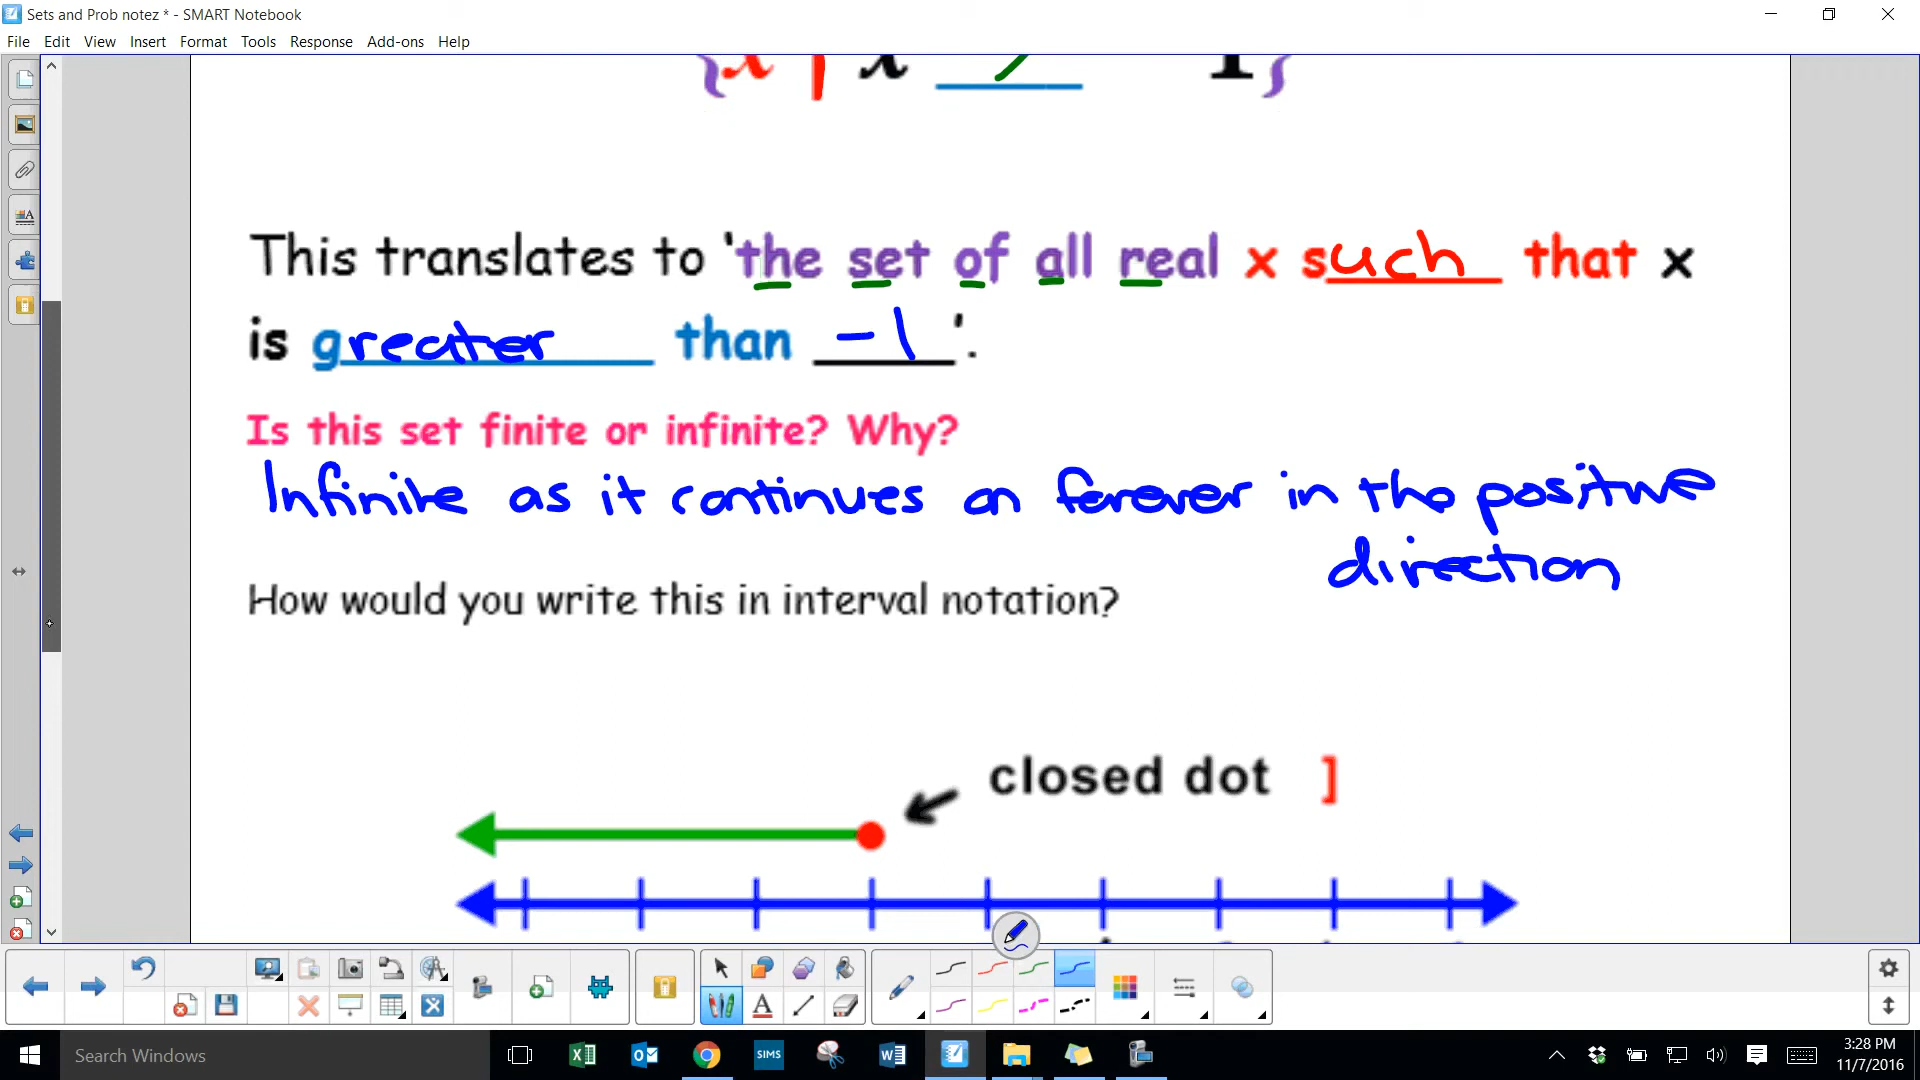 Sets and Prob notez * - SMART Notebook
File Edit View Insert Format Tools Response Add-ons Help
This translates to 'the set of all real x such that x
is greater than -1'.
Is this set finite or infinite? Why?
Infinite as it continues on forever in the positive
direction
How would you write this in interval notation?
closed dot ]
Search Windows
SIMS
3:28 PM
11/7/2016